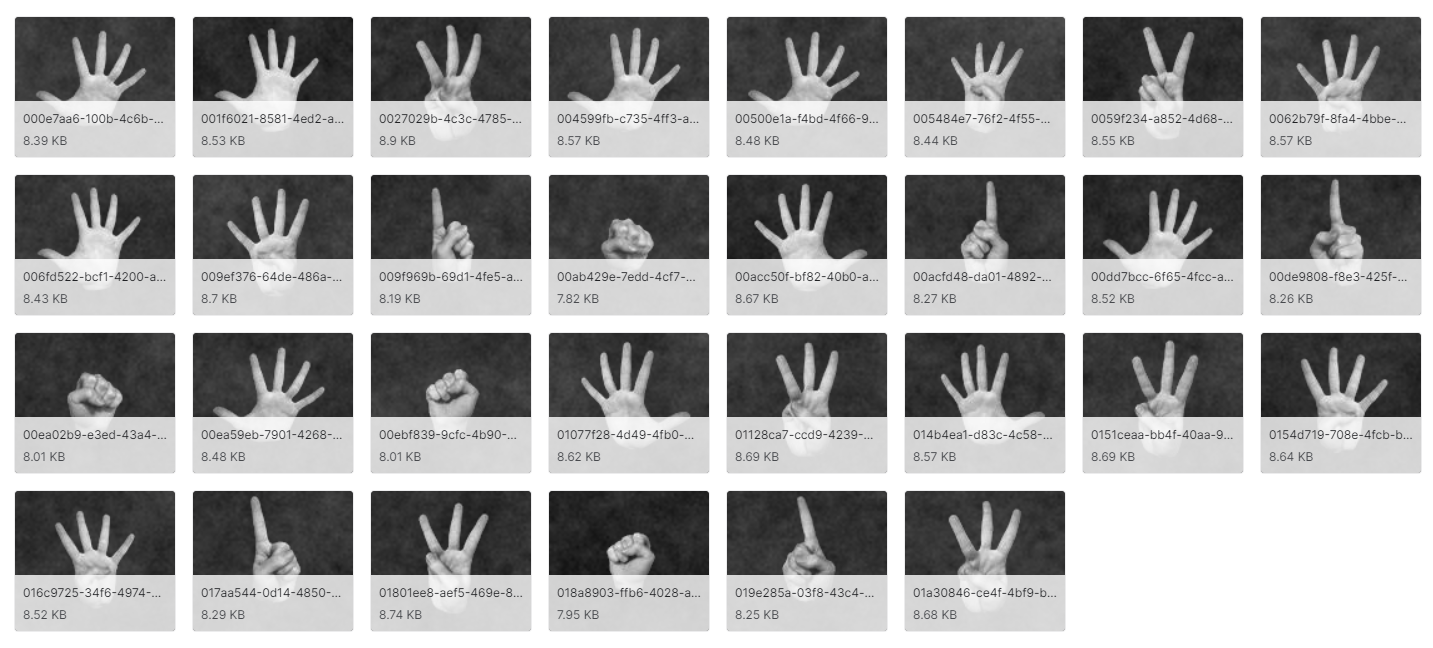 000e7aa6-100b-4c6b-...
8.39 KB
001f6021-8581-4ed2-a...
8.53 KB
0027029b-4c3c-4785-...
8.9 KB
004599fb-c735-4ff3-a...
8.57 KB
00500e1a-f4bd-4f66-9...
8.48 KB
005484e7-76f2-4f55-...
8.44 KB
0059f234-a852-4d68-...
8.55 KB
0062b79f-8fa4-4bbe-...
8.57 KB
006fd522-bcf1-4200-a...
8.43 KB
009ef376-64de-486a-...
8.7 KB
009f969b-69d1-4fe5-a...
8.19 KB
00ab429e-7edd-4cf7-...
7.82 KB
00acc50f-bf82-40b0-a...
8.67 KB
00acfd48-da01-4892-...
8.27 KB
00dd7bcc-6f65-4fcc-a...
8.52 KB
00de9808-f8e3-425f-...
8.26 KB
00ea02b9-e3ed-43a4-...
8.01 KB
00ea59eb-7901-4268-...
8.48 KB
00ebf839-9cfc-4b90-...
8.01 KB
01077f28-4d49-4fb0-...
8.62 KB
01128ca7-ccd9-4239-...
8.69 KB
014b4ea1-d83c-4c58-...
8.57 KB
0151ceaa-bb4f-40aa-9...
8.69 KB
0154d719-708e-4fcb-b...
8.64 KB
016c9725-34f6-4974-...
8.52 KB
017aa544-0d14-4850-...
8.29 KB
01801ee8-aef5-469e-8...
8.74 KB
018a8903-ffb6-4028-a...
7.95 KB
019e285a-03f8-43c4-...
8.25 KB
01a30846-ce4f-4bf9-b...
8.68 KB